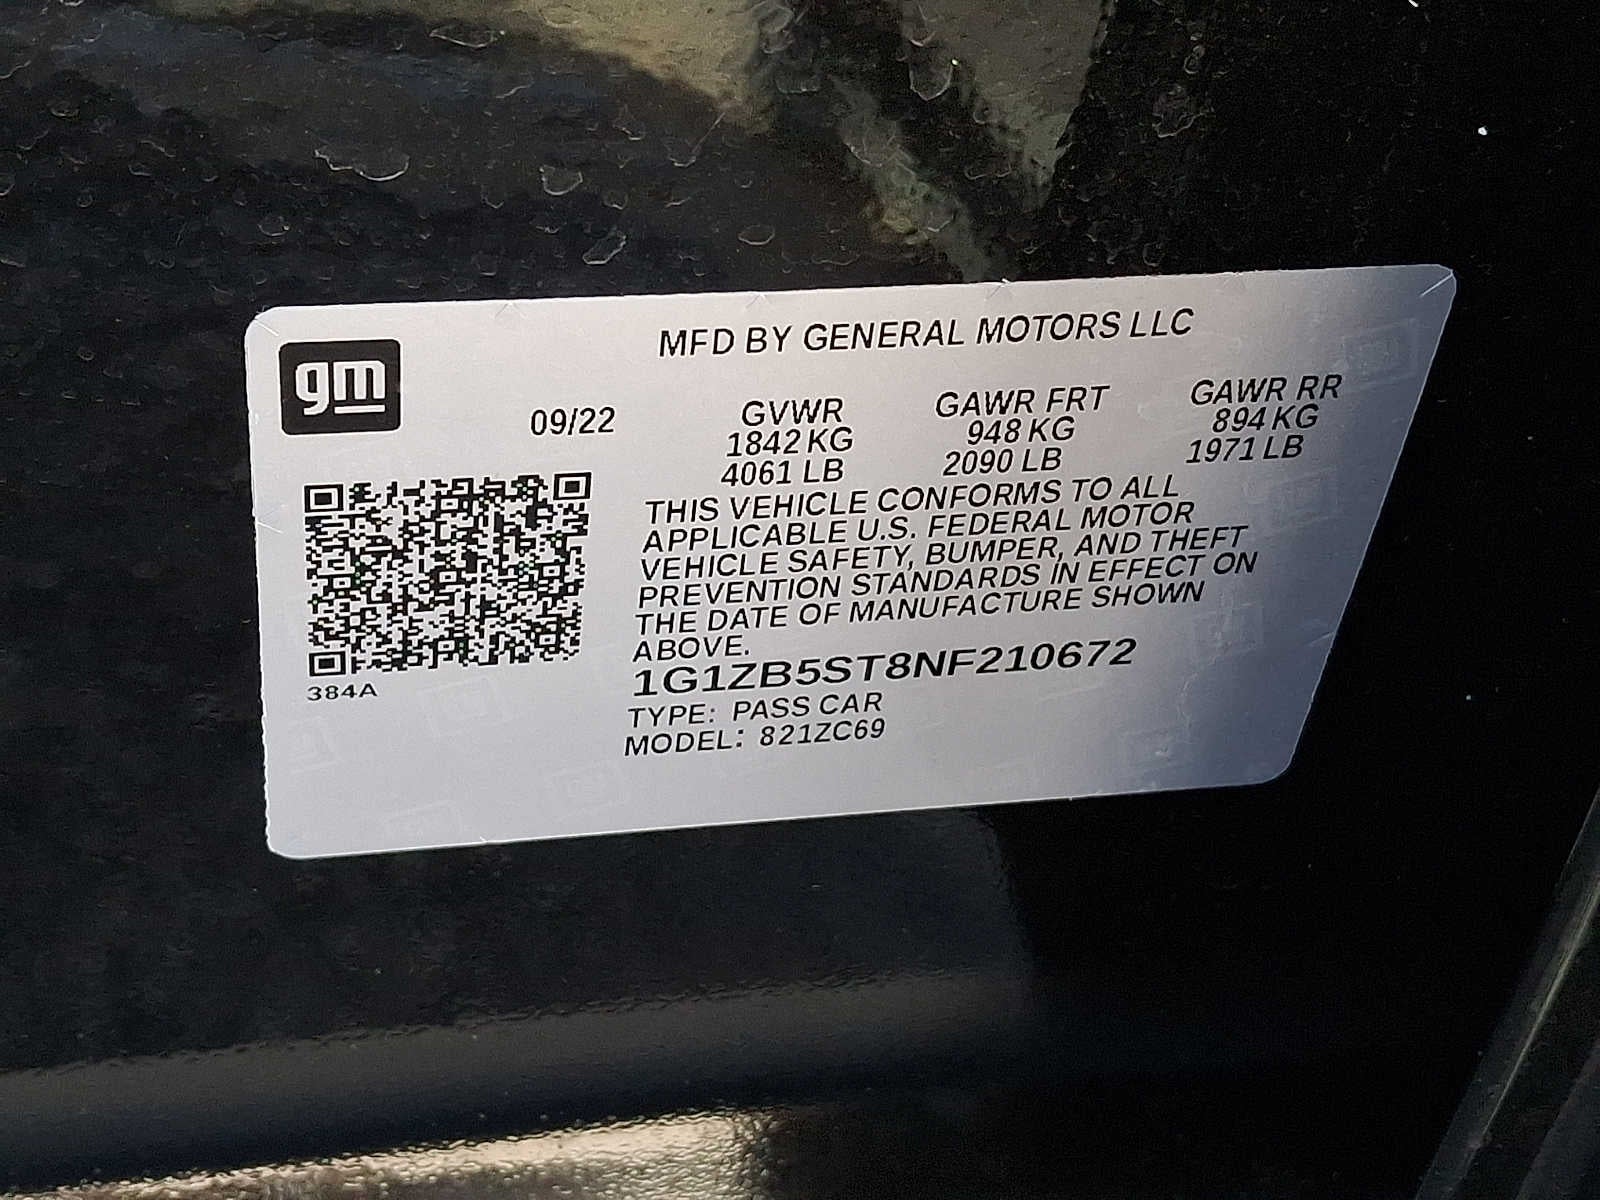 MFD BY GENERAL MOTORS LLC
gm
09/22
GVWR GAWR FRT GAWR RR
1842 KG 948 KG 894 KG
4061 LB 2090 LB 1971 LB
THIS VEHICLE CONFORMS TO ALL
APPLICABLE U.S. FEDERAL MOTOR
VEHICLE SAFETY, BUMPER, AND THEFT
PREVENTION STANDARDS IN EFFECT ON
THE DATE OF MANUFACTURE SHOWN
ABOVE.
1G1ZB5ST8NF210672
384A
TYPE: PASS CAR
MODEL: 821ZC69